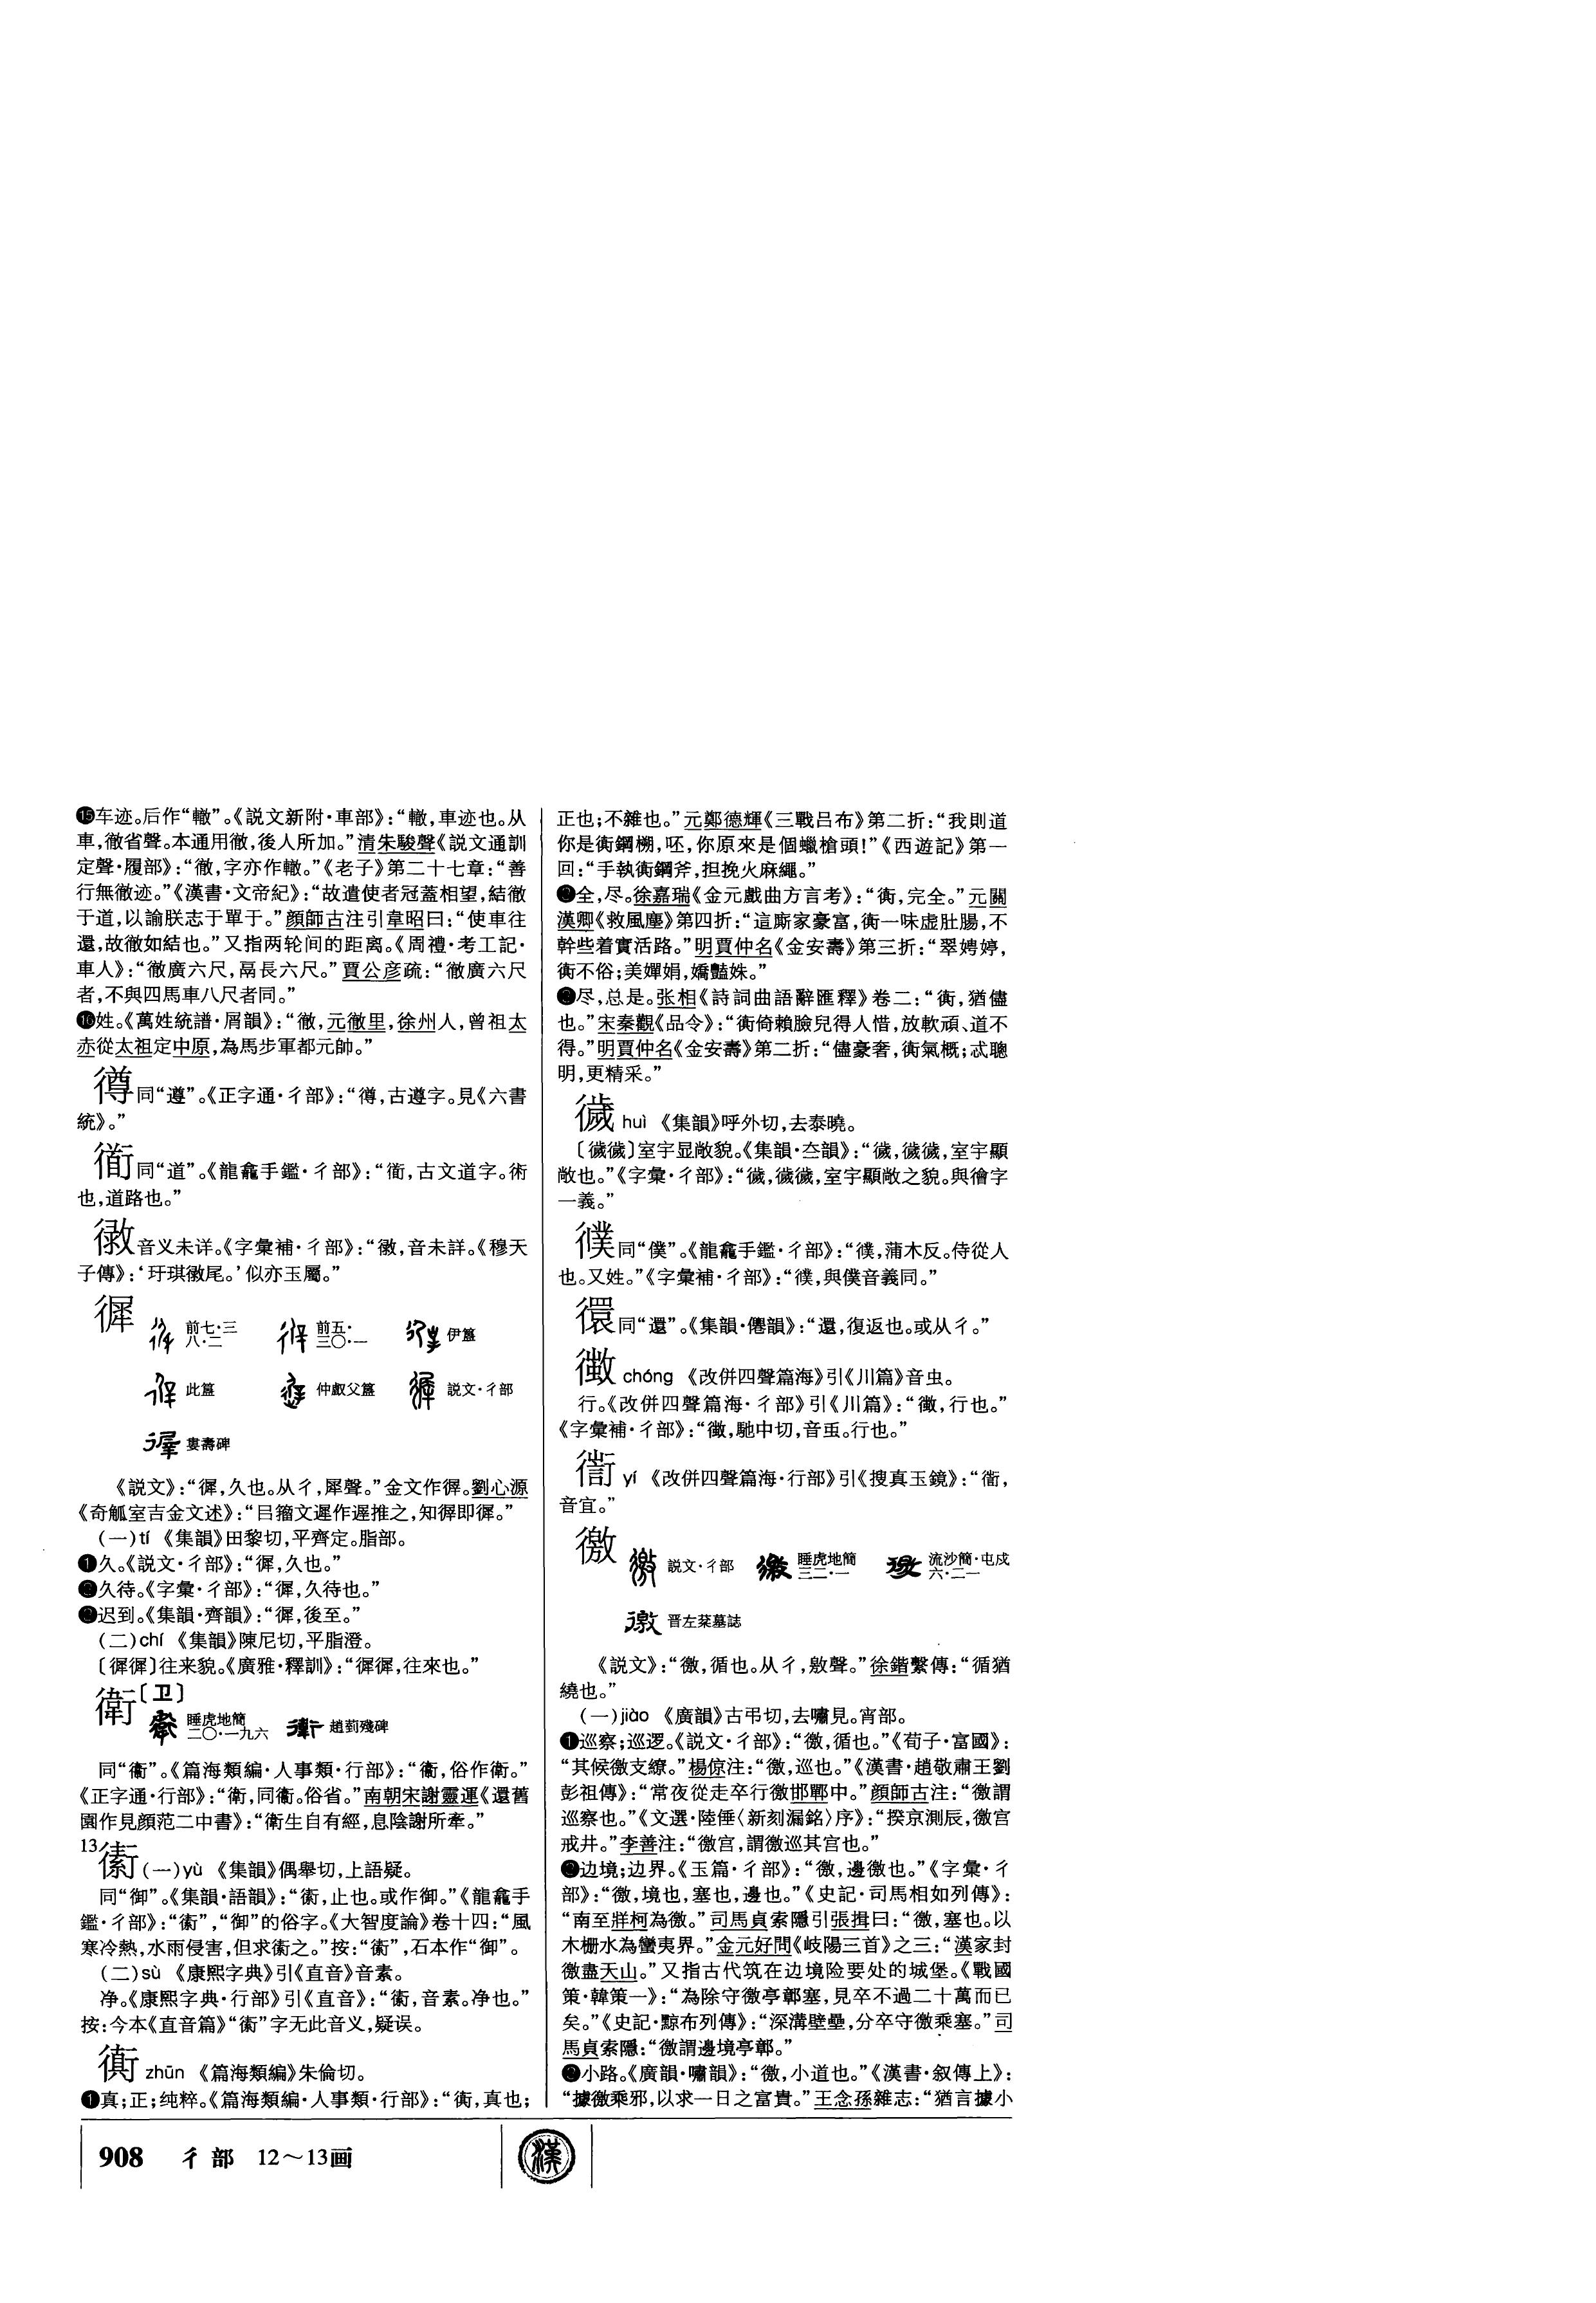 ⓯车迹。后作“轍”。《説文新附·車部》：“轍，車迹也。从
車，徹省聲。本通用徹，後人所加。”清朱駿聲《説文通訓
定聲·履部》：“徹，字亦作轍。”《老子》第二十七章：“善
行無徹迹。”《漢書·文帝紀》：“故遣使者冠蓋相望，結徹
于道，以諭朕志于單于。”顔師古注引韋昭曰：“使車往
還，故徹如結也。”又指两轮间的距离。《周禮·考工記·
車人》：“徹廣六尺，鬲長六尺。”賈公彦疏：“徹廣六尺
者，不與四馬車八尺者同。”
⓰姓。《萬姓統譜·屑韻》：“徹，元徹里，徐州人，曾祖太
赤從太祖定中原，為馬步軍都元帥。”
同“遵”。《正字通·彳部》：“，古遵字。見《六書
統》。”
衜同“道”。《龍龕手鑑·彳部》：“衜，古文道字。術
也，道路也。”
音义未详。《字彙補·彳部》：“，音未詳。《穆天
子傳》：‘玗琪尾。’似亦玉屬。”
徲 前七·三八·二 前五·三〇·一 伊簋
此簋 仲叡父簋 説文·彳部
婁壽碑
《説文》：“徲，久也。从彳，犀聲。”金文作徲。劉心源
《奇觚室吉金文述》：“㠯籀文遲作遟推之，知徲即徲。”
（一）tí 《集韻》田黎切，平齊定。脂部。
❶久。《説文·彳部》：“徲，久也。”
❷久待。《字彙·彳部》：“徲，久待也。”
❸迟到。《集韻·齊韻》：“徲，後至。”
（二）chí 《集韻》陳尼切，平脂澄。
〔徲徲〕往来貌。《廣雅·釋訓》：“徲徲，往來也。”
衛〔卫〕 睡虎地簡二〇·一九六 趙菿殘碑
同“衞”。《篇海類編·人事類·行部》：“衞，俗作衛。”
《正字通·行部》：“衛，同衞。俗省。”南朝宋謝靈運《還舊
園作見顔范二中書》：“衛生自有經，息陰謝所牽。”
13 （一）yù 《集韻》偶舉切，上語疑。
同“御”。《集韻·語韻》：“，止也。或作御。”《龍龕手
鑑·彳部》：“”，“御”的俗字。《大智度論》卷十四：“風
寒冷熱，水雨侵害，但求之。”按：“”，石本作“御”。
（二）sù 《康熙字典》引《直音》音素。
净。《康熙字典·行部》引《直音》：“，音素。净也。”
按：今本《直音篇》“”字无此音义，疑误。
衠 zhūn 《篇海類編》朱倫切。
❶真；正；纯粹。《篇海類編·人事類·行部》：“衠，真也；
正也；不雜也。”元鄭德輝《三戰吕布》第二折：“我則道
你是衠鋼槊，呸，你原來是個蠟槍頭！”《西遊記》第一
回：“手執衠鋼斧，担挽火麻繩。”
❷全，尽。徐嘉瑞《金元戲曲方言考》：“衠，完全。”元關
漢卿《救風塵》第四折：“這厮家豪富，衠一味虚肚腸，不
幹些着實活路。”明賈仲名《金安壽》第三折：“翠娉婷，
衠不俗；美嬋娟，嬌豔姝。”
❸尽，总是。张相《詩詞曲語辭匯釋》卷二：“衠，猶儘
也。”宋秦觀《品令》：“衠倚賴臉兒得人惜，放軟頑、道不
得。”明賈仲名《金安壽》第二折：“儘豪奢，衠氣概；忒聰
明，更精采。”
huì 《集韻》呼外切，去泰曉。
〔〕室宇显敞貌。《集韻·夳韻》：“，，室宇顯
敞也。”《字彙·彳部》：“，，室宇顯敞之貌。與禬字
一義。”
同“僕”。《龍龕手鑑·彳部》：“，蒲木反。侍從人
也。又姓。”《字彙補·彳部》：“，與僕音義同。”
同“還”。《集韻·僊韻》：“還，復返也。或从彳。”
chóng 《改併四聲篇海》引《川篇》音虫。
行。《改併四聲篇海·彳部》引《川篇》：“，行也。”
《字彙補·彳部》：“，馳中切，音䖝。行也。”
yí 《改併四聲篇海·行部》引《搜真玉鏡》：“，
音宜。”
徼 説文·彳部 睡虎地簡三二·一 流沙簡·屯戍六·二一
晋左棻墓誌
《説文》：“徼，循也。从彳，敫聲。”徐鍇繫傳：“循猶
繞也。”
（一）jiào 《廣韻》古弔切，去嘯見。宵部。
❶巡察；巡逻。《説文·彳部》：“徼，循也。”《荀子·富國》：
“其候徼支繚。”楊倞注：“徼，巡也。”《漢書·趙敬肅王劉
彭祖傳》：“常夜從走卒行徼邯鄲中。”顔師古注：“徼謂
巡察也。”《文選·陸倕〈新刻漏銘〉序》：“揆京測辰，徼宫
戒井。”李善注：“徼宫，謂徼巡其宫也。”
❷边境；边界。《玉篇·彳部》：“徼，邊徼也。”《字彙·彳
部》：“徼，境也，塞也，邊也。”《史記·司馬相如列傳》：
“南至牂柯為徼。”司馬貞索隱引張揖曰：“徼，塞也。以
木栅水為蠻夷界。”金元好問《岐陽三首》之三：“漢家封
徼盡天山。”又指古代筑在边境险要处的城堡。《戰國
策·韓策一》：“為除守徼亭鄣塞，見卒不過二十萬而已
矣。”《史記·黥布列傳》：“深溝壁壘，分卒守徼乘塞。”司
馬貞索隱：“徼謂邊境亭鄣。”
❸小路。《廣韻·嘯韻》：“徼，小道也。”《漢書·叙傳上》：
“據徼乘邪，以求一日之富貴。”王念孫雜志：“猶言據小
908 彳部 12～13画 漢